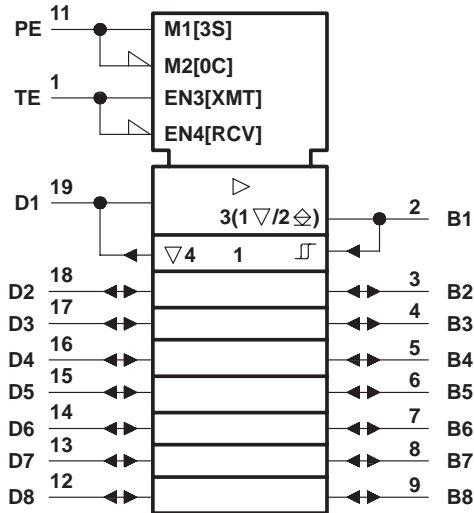 PE 11 M1[3S]
M2[0C]
TE 1 EN3[XMT]
EN4[RCV]
D1 19 3(1 ▽/2 ⎒) 2 B1
▽4 1
D2 18 3 B2
D3 17 4 B3
D4 16 5 B4
D5 15 6 B5
D6 14 7 B6
D7 13 8 B7
D8 12 9 B8